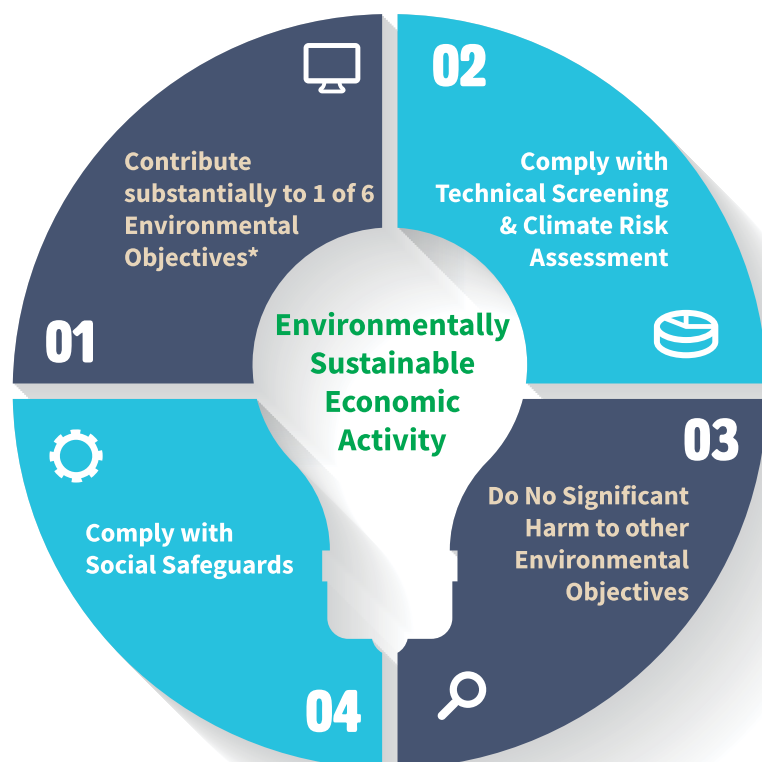 01
Contribute
substantially to 1 of 6
Environmental
Objectives*
02
Comply with
Technical Screening
& Climate Risk
Assessment
Environmentally
Sustainable
Economic
Activity
03
Do No Significant
Harm to other
Environmental
Objectives
Comply with
Social Safeguards
04